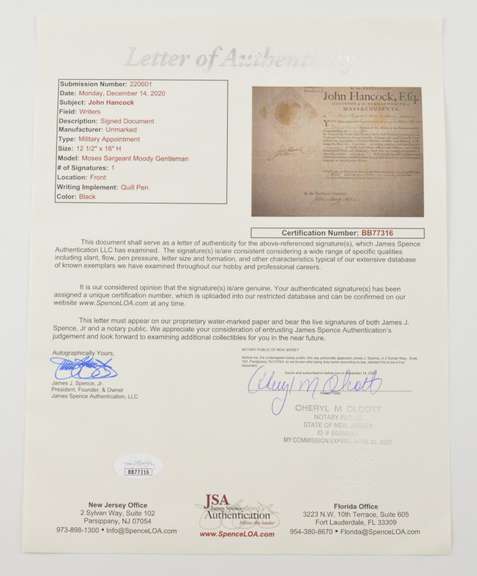 Letter of Authenticity
Submission Number: 220601
Date: Monday, December 14, 2020
Subject: John Hancock
Field: Writers
Description: Signed Document
Manufacturer: Unmarked
Type: Military Appointment
Size: 12 1/2" x 16" H
Model: Moses Sargeant Moody Gentleman
# of Signatures: 1
Location: Front
Writing Implement: Quill Pen
Color: Black
John Hancock, Esq.
MASSACHUSETTS
Certification Number: BB77316
This document shall serve as a letter of authenticity for the above-referenced signature(s), which James Spence
Authentication LLC has examined. The signature(s) is/are consistent considering a wide range of specific qualities
including slant, flow, pen pressure, letter size and formation, and other characteristics typical of our extensive database
of known exemplars we have examined throughout our hobby and professional careers.
It is our considered opinion that the signature(s) is/are genuine. Your authenticated signature(s) has been
assigned a unique certification number, which is uploaded into our restricted database and can be confirmed on our
website www.SpenceLOA.com at any time.
This letter must appear on our proprietary water-marked paper and bear the live signatures of both James J.
Spence, Jr and a notary public. We appreciate your consideration of entrusting James Spence Authentication's
judgement and look forward to examining additional collectibles for you in the near future.
Autographically Yours,
James J. Spence, Jr.
President, Founder, & Owner
James Spence Authentication, LLC
NOTARY PUBLIC OF NEW JERSEY
Cheryl M Olcott
CHERYL M OLCOTT
NOTARY PUBLIC
STATE OF NEW JERSEY
ID #
MY COMMISSION EXPIRES
BB77316
New Jersey Office
2 Sylvan Way, Suite 102
Parsippany, NJ 07054
973-898-1300 * Info@SpenceLOA.com
JSA
James Spence
Authentication
www.SpenceLOA.com
Florida Office
3223 N.W. 10th Terrace, Suite 605
Fort Lauderdale, FL 33309
954-380-8670 * Florida@SpenceLOA.com